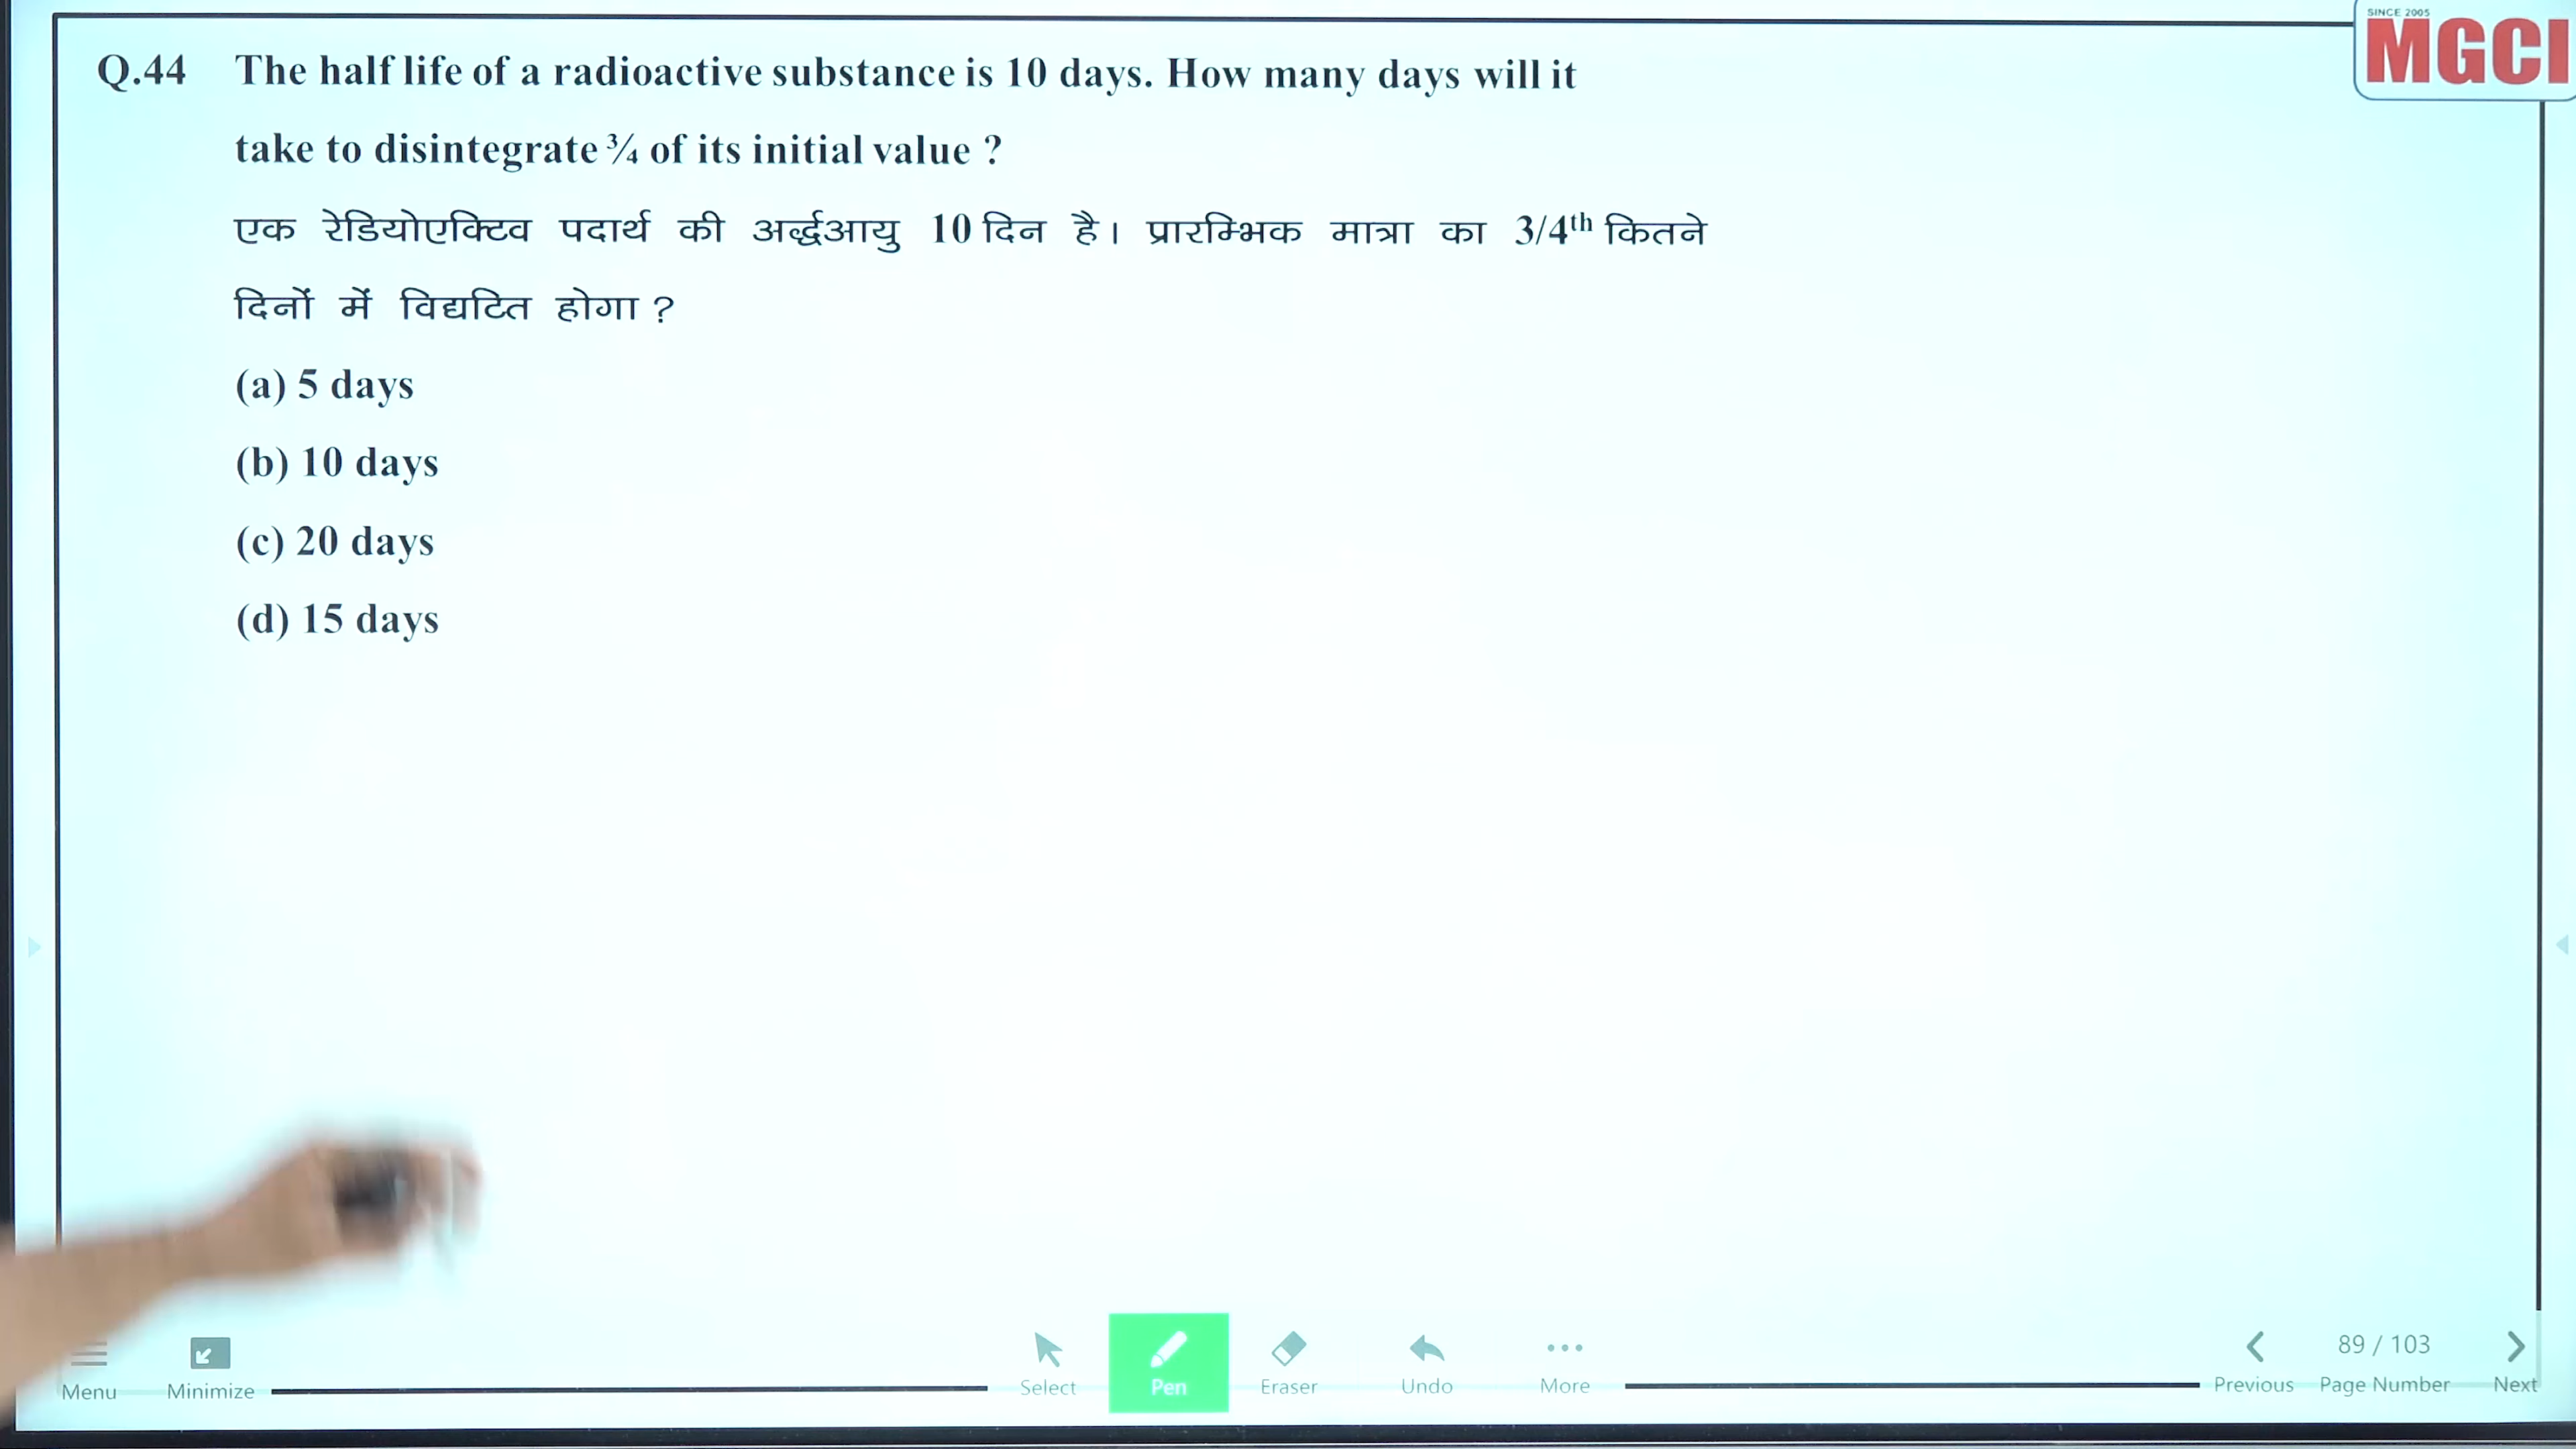 SINCE 2005
MGCI
Q.44 The half life of a radioactive substance is 10 days. How many days will it
take to disintegrate ¾ of its initial value ?
एक रेडियोएक्टिव पदार्थ की अर्द्धआयु 10 दिन है। प्रारम्भिक मात्रा का 3/4th कितने
दिनों में विद्यटित होगा ?
(a) 5 days
(b) 10 days
(c) 20 days
(d) 15 days
Menu Minimize Select Pen Eraser Undo More Previous 89 / 103 Page Number Next